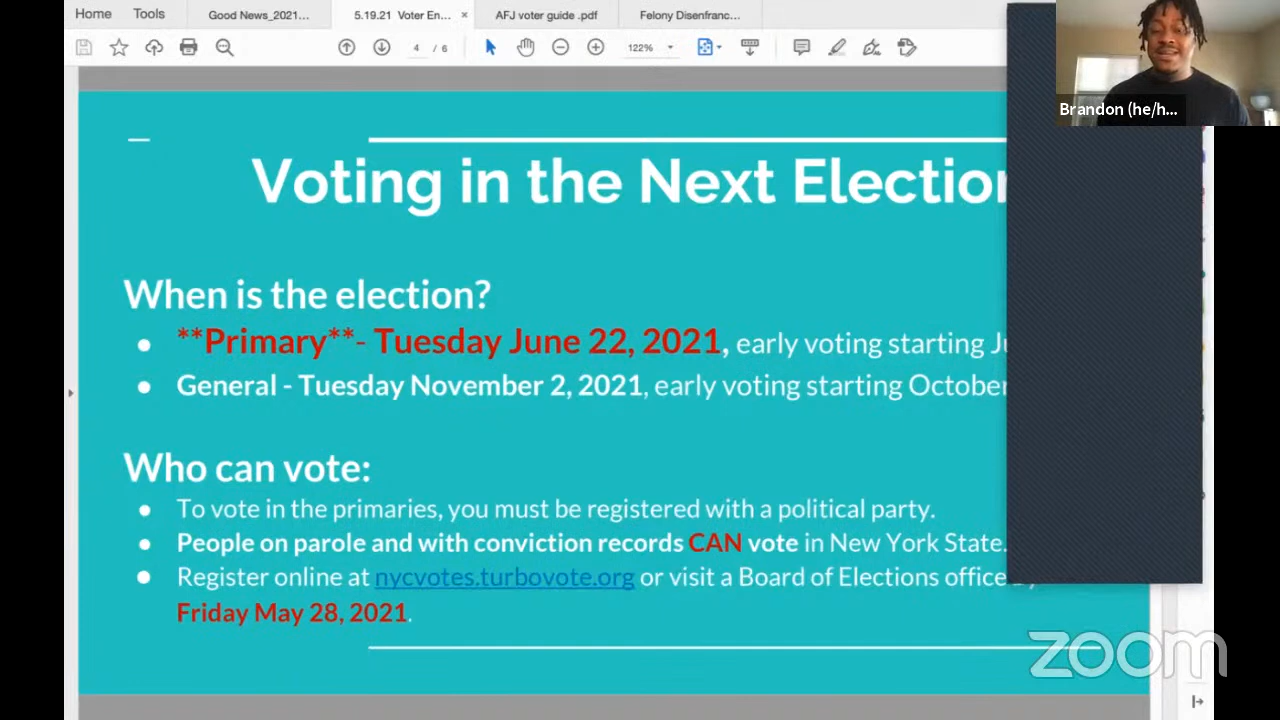 Home Tools Good News_2021... 5.19.21 Voter En... × AFJ voter guide .pdf Felony Disenfranc...
4 / 6 122%
Brandon (he/h...
Voting in the Next Election
When is the election?
**Primary**- Tuesday June 22, 2021, early voting starting
General - Tuesday November 2, 2021, early voting starting October
Who can vote:
To vote in the primaries, you must be registered with a political party.
People on parole and with conviction records CAN vote in New York State.
Register online at nycvotes.turbovote.org or visit a Board of Elections office
Friday May 28, 2021.
zoom